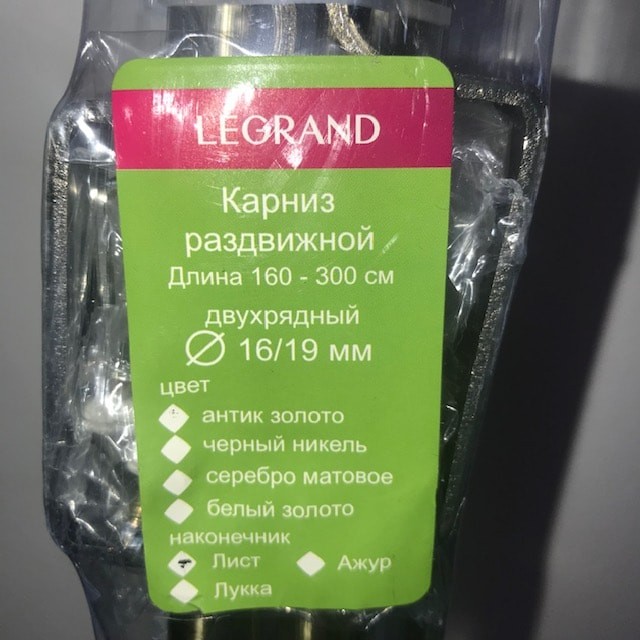 LEGRAND
Карниз
раздвижной
Длина 160 - 300 см
двухрядный
16/19 мм
цвет
антик золото
черный никель
серебро матовое
белый золото
наконечник
Лист Ажур
Лукка